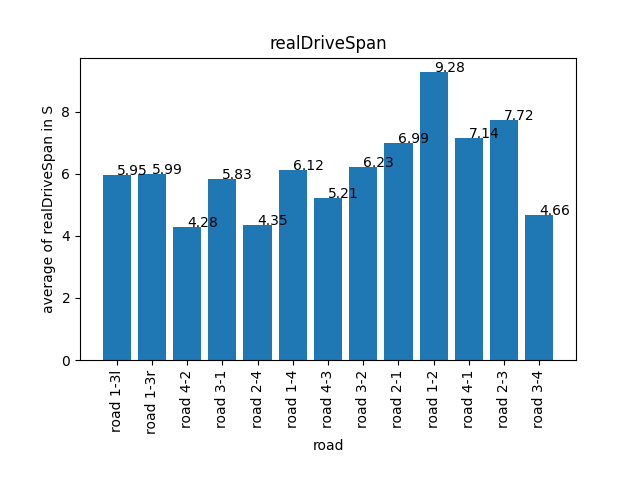 realDriveSpan
average of realDriveSpan in S
8
6
4
2
0
5.95
5.99
4.28
5.83
4.35
6.12
5.21
6.23
6.99
9.28
7.14
7.72
4.66
road 1-3l
road 1-3r
road 4-2
road 3-1
road 2-4
road 1-4
road 4-3
road 3-2
road 2-1
road 1-2
road 4-1
road 2-3
road 3-4
road